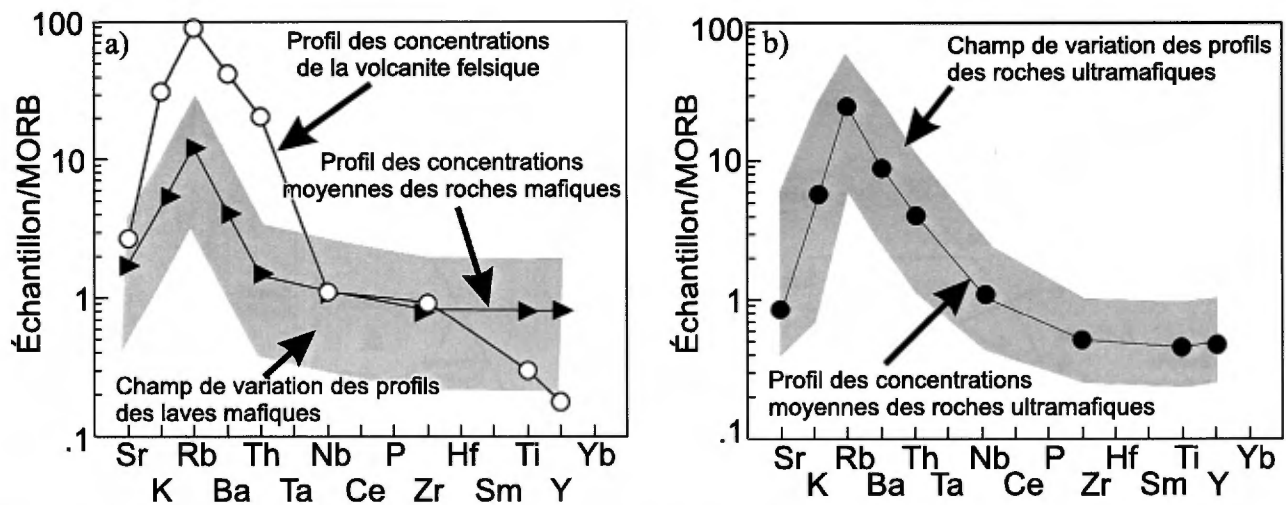 a)
Échantillon/MORB
100
10
1
.1
Profil des concentrations
de la volcanite felsique
Profil des concentrations
moyennes des roches mafiques
Champ de variation des profils
des laves mafiques
Sr Rb Th Nb P Hf Ti Yb
K Ba Ta Ce Zr Sm Y
b)
Échantillon/MORB
100
10
1
.1
Champ de variation des profils
des roches ultramafiques
Profil des concentrations
moyennes des roches ultramafiques
Sr Rb Th Nb P Hf Ti Yb
K Ba Ta Ce Zr Sm Y